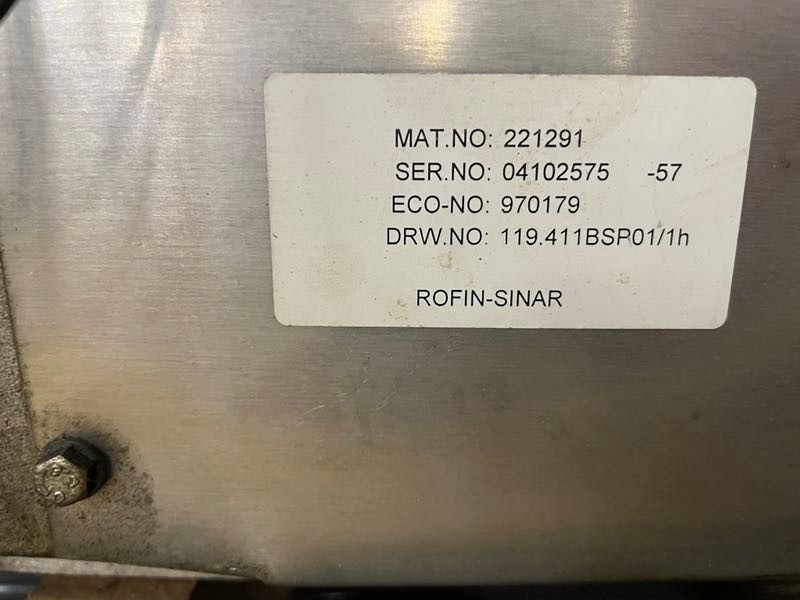 MAT.NO: 221291
SER.NO: 04102575 -57
ECO-NO: 970179
DRW.NO: 119.411BSP01/1h
ROFIN-SINAR